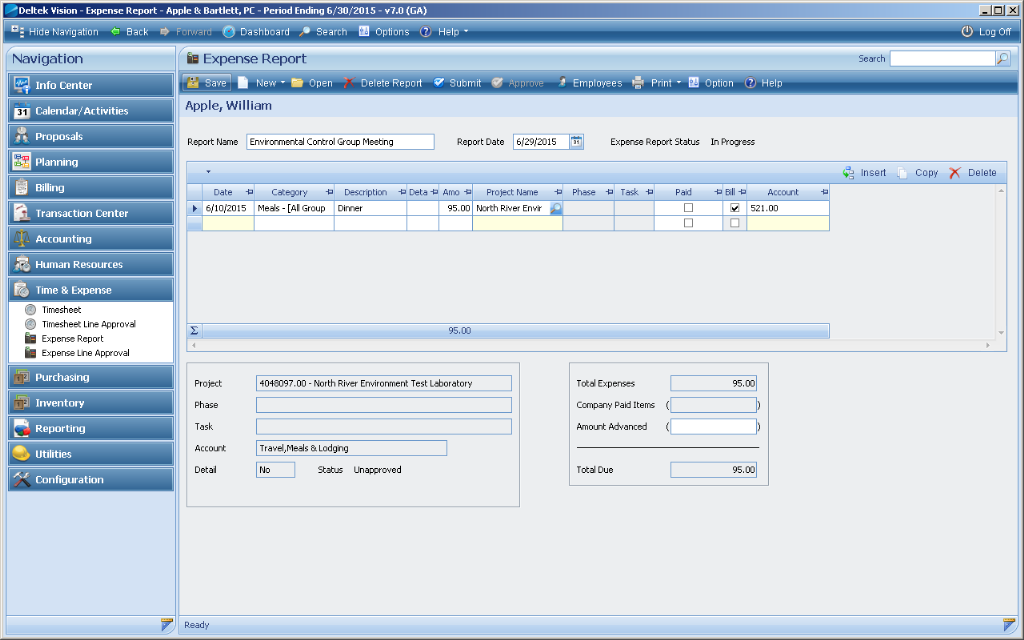 Deltek Vision - Expense Report - Apple & Bartlett, PC - Period Ending 6/30/2015 - v7.0 (GA)
Hide Navigation Back Forward Dashboard Search Options Help Log Off
Navigation
Expense Report
Search
Info Center
31 Calendar/Activities
Proposals
Planning
Billing
Transaction Center
Accounting
Human Resources
Time & Expense
Timesheet
Timesheet Line Approval
Expense Report
Expense Line Approval
Purchasing
Inventory
Reporting
Utilities
Configuration
Save New Open Delete Report Submit Approve Employees Print Option Help
Apple, William
Report Name Environmental Control Group Meeting Report Date 6/29/2015 31 Expense Report Status In Progress
Insert Copy Delete
Date Category Description Deta Amo Project Name Phase Task Paid Bill Account
6/10/2015 Meals - [All Group Dinner 95.00 North River Envir 521.00
Σ 95.00
Project 4048097.00 - North River Environment Test Laboratory
Phase
Task
Account Travel,Meals & Lodging
Detail No Status Unapproved
Total Expenses 95.00
Company Paid Items ( )
Amount Advanced ( )
Total Due 95.00
Ready